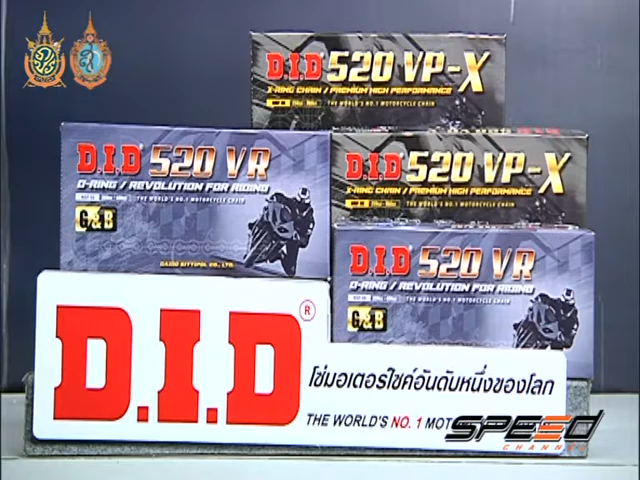 D.I.D 520 VP-X
X-RING CHAIN / PREMIUM HIGH PERFORMANCE
THE WORLD'S NO.1 MOTORCYCLE CHAIN
D.I.D 520 VR
O-RING / REVOLUTION FOR RIDING
THE WORLD'S NO.1 MOTORCYCLE CHAIN
G&B
DAIDO SITTIPOL CO., LTD.
D.I.D 520 VP-X
X-RING CHAIN / PREMIUM HIGH PERFORMANCE
THE WORLD'S NO.1 MOTORCYCLE CHAIN
D.I.D 520 VR
O-RING / REVOLUTION FOR RIDING
THE WORLD'S NO.1 MOTORCYCLE CHAIN
G&B
D.I.D®
โซ่มอเตอร์ไซค์อันดับหนึ่งของโลก
THE WORLD'S NO. 1 MOT
SPEED
CHANNEL